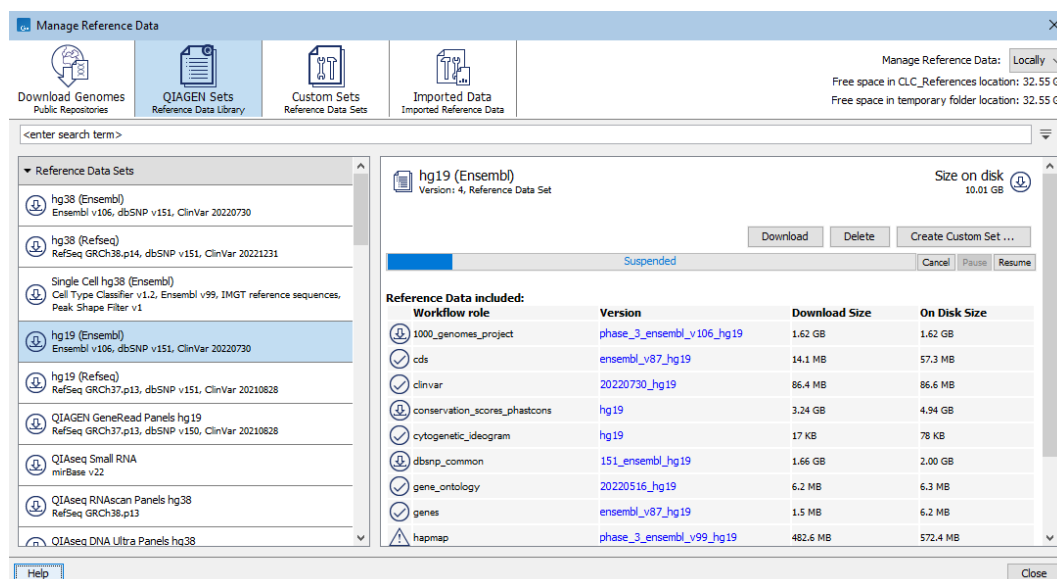 Manage Reference Data
Download Genomes
Public Repositories
QIAGEN Sets
Reference Data Library
Custom Sets
Reference Data Sets
Imported Data
Imported Reference Data
Manage Reference Data: Locally
Free space in CLC_References location: 32.55 G
Free space in temporary folder location: 32.55 G
<enter search term>
Reference Data Sets
hg38 (Ensembl)
Ensembl v106, dbSNP v151, ClinVar 20220730
hg38 (Refseq)
RefSeq GRCh38.p14, dbSNP v151, ClinVar 20221231
Single Cell hg38 (Ensembl)
Cell Type Classifier v1.2, Ensembl v99, IMGT reference sequences,
Peak Shape Filter v1
hg19 (Ensembl)
Ensembl v106, dbSNP v151, ClinVar 20220730
hg19 (Refseq)
RefSeq GRCh37.p13, dbSNP v151, ClinVar 20210828
QIAGEN GeneRead Panels hg19
RefSeq GRCh37.p13, dbSNP v150, ClinVar 20210828
QIAseq Small RNA
mirBase v22
QIAseq RNAscan Panels hg38
RefSeq GRCh38.p13
QIAseq DNA Ultra Panels hg38
hg19 (Ensembl)
Version: 4, Reference Data Set
Size on disk
10.01 GB
Download Delete Create Custom Set ...
Suspended Cancel Pause Resume
Reference Data included:
Workflow role Version Download Size On Disk Size
1000_genomes_project phase_3_ensembl_v106_hg19 1.62 GB 1.62 GB
cds ensembl_v87_hg19 14.1 MB 57.3 MB
clinvar 20220730_hg19 86.4 MB 86.6 MB
conservation_scores_phastcons hg19 3.24 GB 4.94 GB
cytogenetic_ideogram hg19 17 KB 78 KB
dbsnp_common 151_ensembl_hg19 1.66 GB 2.00 GB
gene_ontology 20220516_hg19 6.2 MB 6.3 MB
genes ensembl_v87_hg19 1.5 MB 6.2 MB
hapmap phase_3_ensembl_v99_hg19 482.6 MB 572.4 MB
Help Close